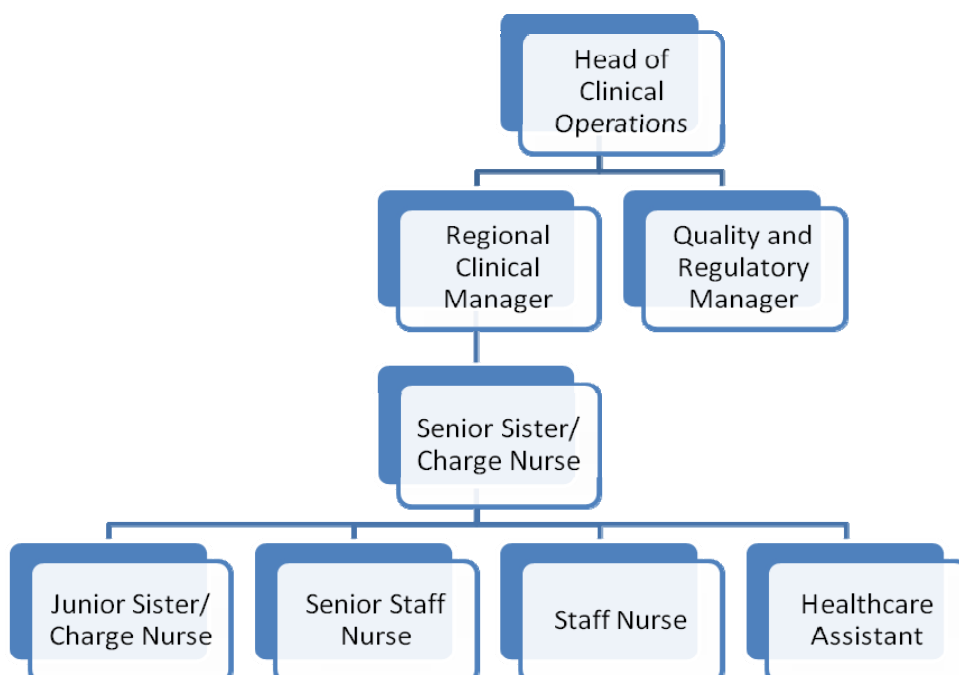 Head of
Clinical
Operations
Regional
Clinical
Manager
Quality and
Regulatory
Manager
Senior Sister/
Charge Nurse
Junior Sister/
Charge Nurse
Senior Staff
Nurse
Staff Nurse
Healthcare
Assistant